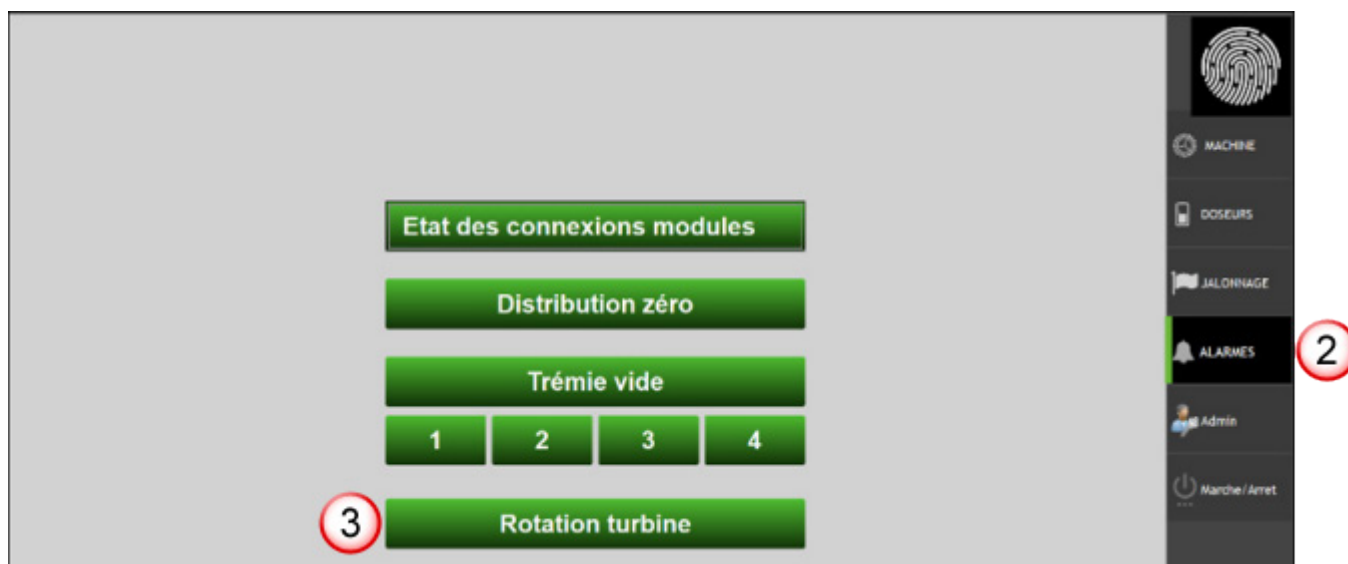 MACHINE
Etat des connexions modules
DOSEURS
Distribution zéro
JALONNAGE
Trémie vide
ALARMES
2
1 2 3 4
Admin
Marche/Arret
3
Rotation turbine